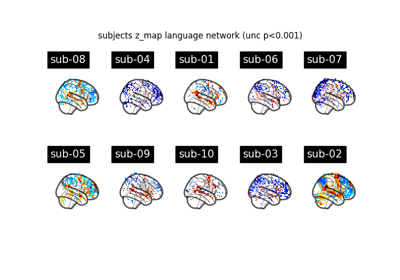 subjects z_map language network (unc p<0.001)
sub-08 sub-04 sub-01 sub-06 sub-07
sub-05 sub-09 sub-10 sub-03 sub-02